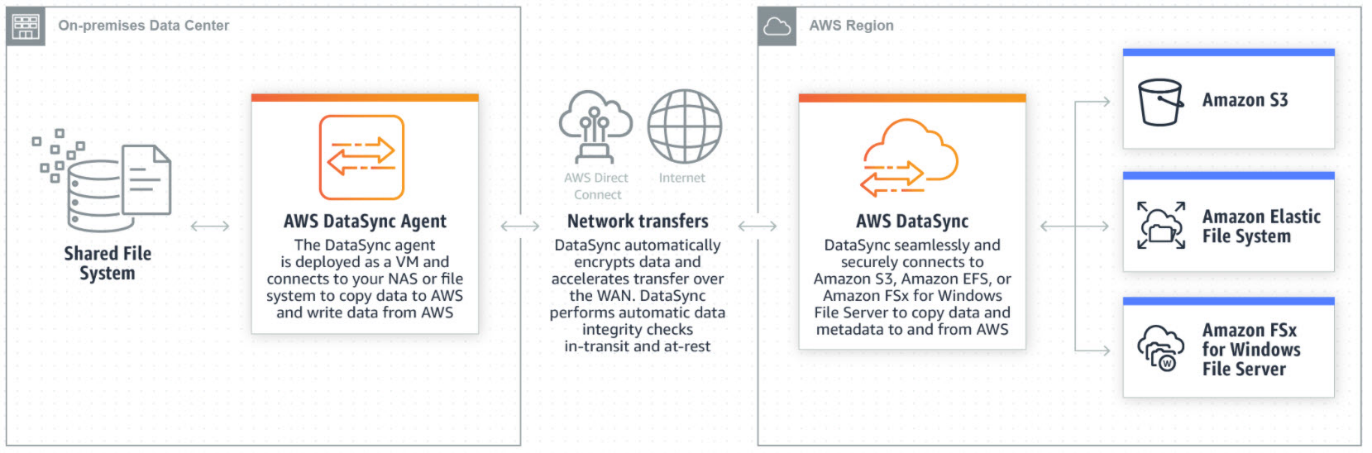 On-premises Data Center
Shared File
System
AWS DataSync Agent
The DataSync agent
is deployed as a VM and
connects to your NAS or file
system to copy data to AWS
and write data from AWS
AWS Direct
Connect
Internet
Network transfers
DataSync automatically
encrypts data and
accelerates transfer over
the WAN. DataSync
performs automatic data
integrity checks
in-transit and at-rest
AWS Region
AWS DataSync
DataSync seamlessly and
securely connects to
Amazon S3, Amazon EFS, or
Amazon FSx for Windows
File Server to copy data and
metadata to and from AWS
Amazon S3
Amazon Elastic
File System
W
Amazon FSx
for Windows
File Server